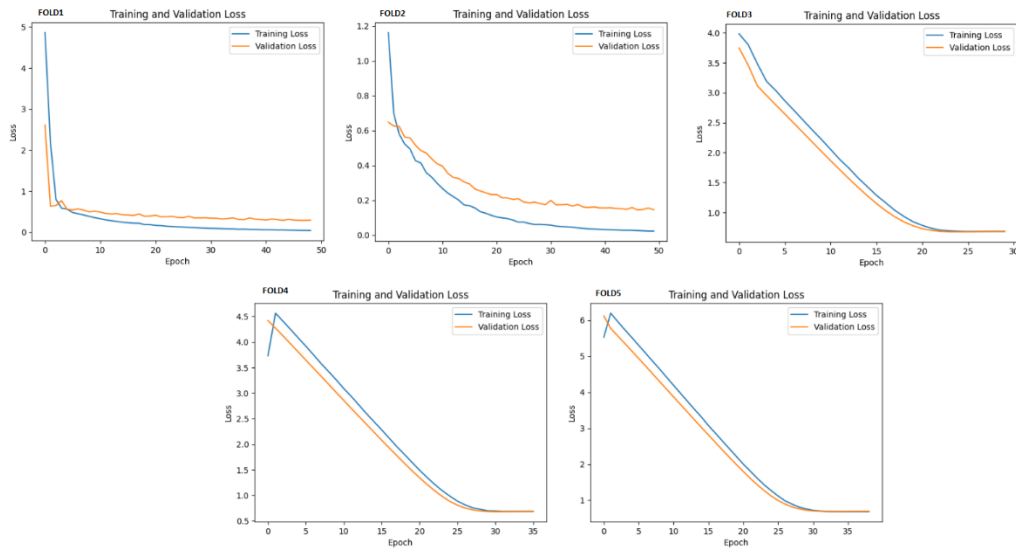 FOLD1
Training and Validation Loss
Training Loss
Validation Loss
Loss
5
4
3
2
1
0
0 10 20 30 40 50
Epoch
FOLD2
Training and Validation Loss
Training Loss
Validation Loss
Loss
1.2
1.0
0.8
0.6
0.4
0.2
0.0
0 10 20 30 40 50
Epoch
FOLD3
Training and Validation Loss
Training Loss
Validation Loss
Loss
4.0
3.5
3.0
2.5
2.0
1.5
1.0
0 5 10 15 20 25 30
Epoch
FOLD4
Training and Validation Loss
Training Loss
Validation Loss
Loss
4.5
4.0
3.5
3.0
2.5
2.0
1.5
1.0
0.5
0 5 10 15 20 25 30 35
Epoch
FOLD5
Training and Validation Loss
Training Loss
Validation Loss
Loss
6
5
4
3
2
1
0 5 10 15 20 25 30 35 40
Epoch